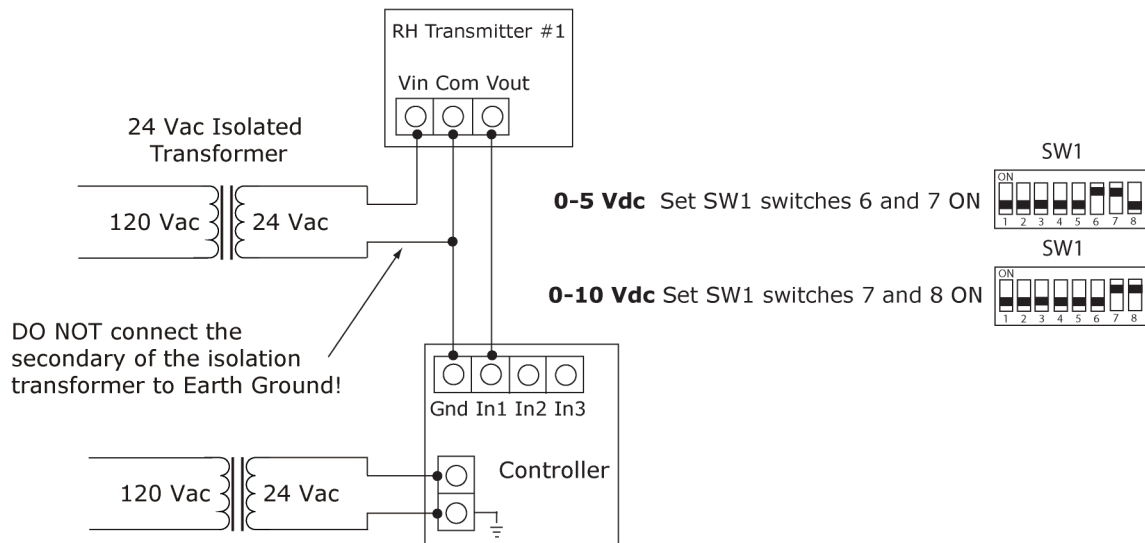 RH Transmitter #1
Vin Com Vout
24 Vac Isolated
Transformer
120 Vac
24 Vac
SW1
0-5 Vdc Set SW1 switches 6 and 7 ON
ON
1 2 3 4 5 6 7 8
SW1
0-10 Vdc Set SW1 switches 7 and 8 ON
ON
1 2 3 4 5 6 7 8
DO NOT connect the
secondary of the isolation
transformer to Earth Ground!
Gnd In1 In2 In3
Controller
120 Vac
24 Vac